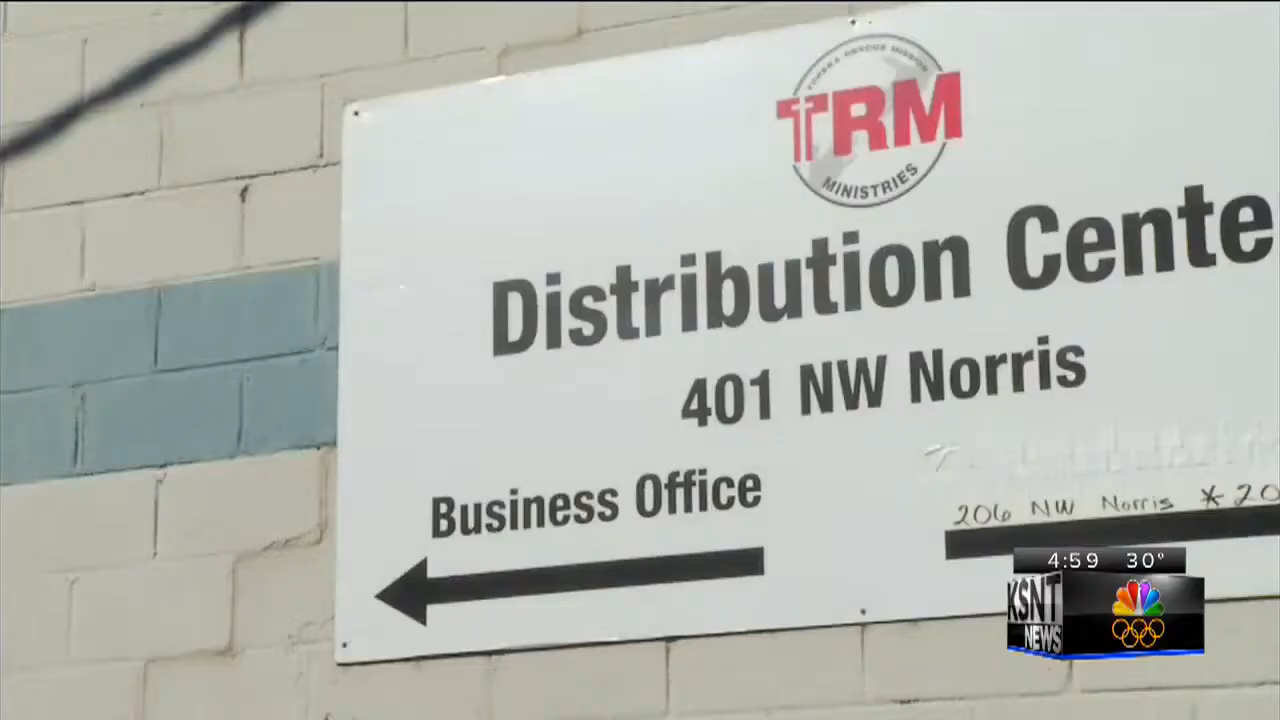 TOPEKA RESCUE MISSION
TRM
MINISTRIES
Distribution Cente
401 NW Norris
Business Office
206 NW Norris * 20
4:59 30°
KSNT
NEWS